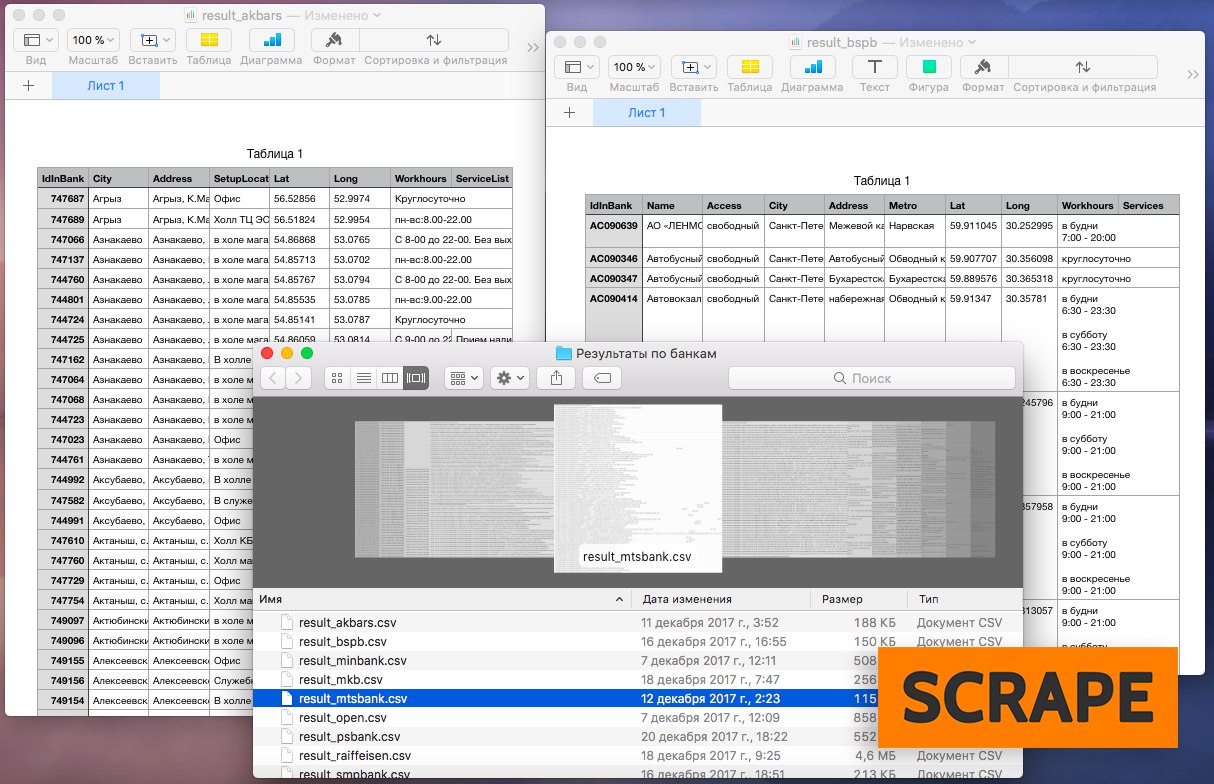 result_akbars — Изменено
100 %
Вид Масштаб Вставить Таблица Диаграмма Формат Сортировка и фильтрация
Лист 1
Таблица 1
IdInBank City Address SetupLocat Lat Long Workhours ServiceList
747687 Агрыз Агрыз, К.Ма Офис 56.52856 52.9974 Круглосуточно
747689 Агрыз Агрыз, К.Ма Холл ТЦ ЭС 56.51824 52.9954 пн-вс:8.00-22.00
747066 Азнакаево Азнакаево, в холе мага 54.86868 53.0765 С 8-00 до 22-00. Без вых
747137 Азнакаево Азнакаево, в холе мага 54.85713 53.0702 пн-вс:8.00-22.00
744760 Азнакаево Азнакаево, в холе мага 54.85767 53.0794 С 8-00 до 22-00. Без вых
744801 Азнакаево Азнакаево, . в холе мага 54.85535 53.0785 пн-вс:9.00-22.00
744724 Азнакаево Азнакаево, . в холе мага 54.85141 53.0787 Круглосуточно
744725 Азнакаево Азнакаево, в холе мага 54.86059 53.0814 С 9-00 до 22 Прием нали
747162 Азнакаево Азнакаево, В холле
747064 Азнакаево Азнакаево, в холе м
747068 Азнакаево Азнакаево, в холе м
744723 Азнакаево Азнакаево, в холе м
747023 Азнакаево Азнакаево, Офис
744761 Азнакаево Азнакаево, в холе м
744992 Аксубаево Аксубаево, В холл
747582 Аксубаево, Аксубаево, В служе
744991 Аксубаево, Аксубаево, Офис
747610 Актаныш, с. Актаныш, с. Холл КБ
747760 Актаныш, с. Актаныш, с. Холл ма
747729 Актаныш, с. Актаныш, с. Офис
747754 Актаныш, с. Актаныш, с. Холл ма
749097 Актюбински Актюбински В холе м
749096 Актюбински Актюбински в холе м
749155 Алексеевск Алексеевско Офис
749156 Алексеевск Алексеевско Служебн
749154 Алексеевск Алексеевско В холле
result_bspb — Изменено
100 %
Вид Масштаб Вставить Таблица Диаграмма Текст Фигура Формат Сортировка и фильтрация
Лист 1
Таблица 1
IdInBank Name Access City Address Metro Lat Long Workhours Services
AC090639 АО «ЛЕНМО свободный Санкт-Пете Межевой ка Нарвская 59.911045 30.252995 в будни
7:00 - 20:00
AC090346 Автобусный свободный Санкт-Пете Автобусный Обводный к 59.907707 30.356098 круглосуточно
AC090347 Автобусный свободный Санкт-Пете Бухарестска Бухарестска 59.889576 30.365318 круглосуточно
AC090414 Автовокзал свободный Санкт-Пете набережная Обводный к 59.91347 30.35781 в будни
6:30 - 23:30
в субботу
6:30 - 23:30
в воскресенье
6:30 - 23:30
245796 в будни
9:00 - 21:00
в субботу
9:00 - 21:00
в воскресенье
9:00 - 21:00
357958 в будни
9:00 - 21:00
в субботу
9:00 - 21:00
в воскресенье
9:00 - 21:00
313057 в будни
9:00 - 21:00
Результаты по банкам
Поиск
result_mtsbank.csv
Имя Дата изменения Размер Тип
result_akbars.csv 11 декабря 2017 г., 3:52 188 КБ Документ CSV
result_bspb.csv 16 декабря 2017 г., 16:55 150 КБ Документ CSV
result_minbank.csv 7 декабря 2017 г., 12:11 508
result_mkb.csv 18 декабря 2017 г., 7:47 256
result_mtsbank.csv 12 декабря 2017 г., 2:23 115
result_open.csv 7 декабря 2017 г., 12:09 858
result_psbank.csv 20 декабря 2017 г., 18:22 552
result_raiffeisen.csv 18 декабря 2017 г., 9:25 4,6 МБ Документ CSV
result_smpbank.csv 16 декабря 2017 г., 18:51 213 КБ Документ CSV
SCRAPE